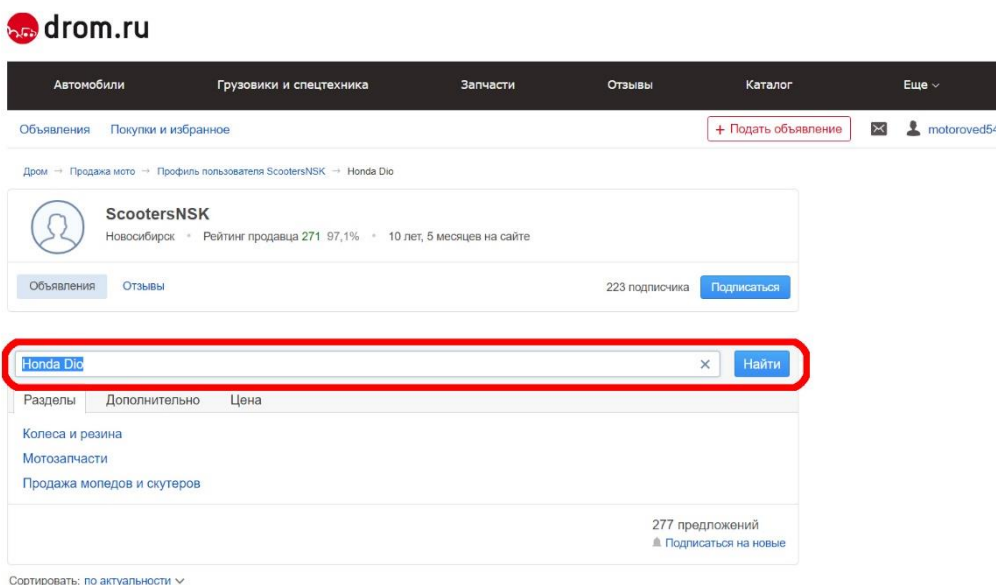 drom.ru
Автомобили Грузовики и спецтехника Запчасти Отзывы Каталог Еще
Объявления Покупки и избранное + Подать объявление motoroved54
Дром → Продажа мото → Профиль пользователя ScootersNSK → Honda Dio
ScootersNSK
Новосибирск • Рейтинг продавца 271 97,1% • 10 лет, 5 месяцев на сайте
Объявления Отзывы 223 подписчика Подписаться
Honda Dio × Найти
Разделы Дополнительно Цена
Колеса и резина
Мотозапчасти
Продажа мопедов и скутеров
277 предложений
Подписаться на новые
Сортировать: по актуальности